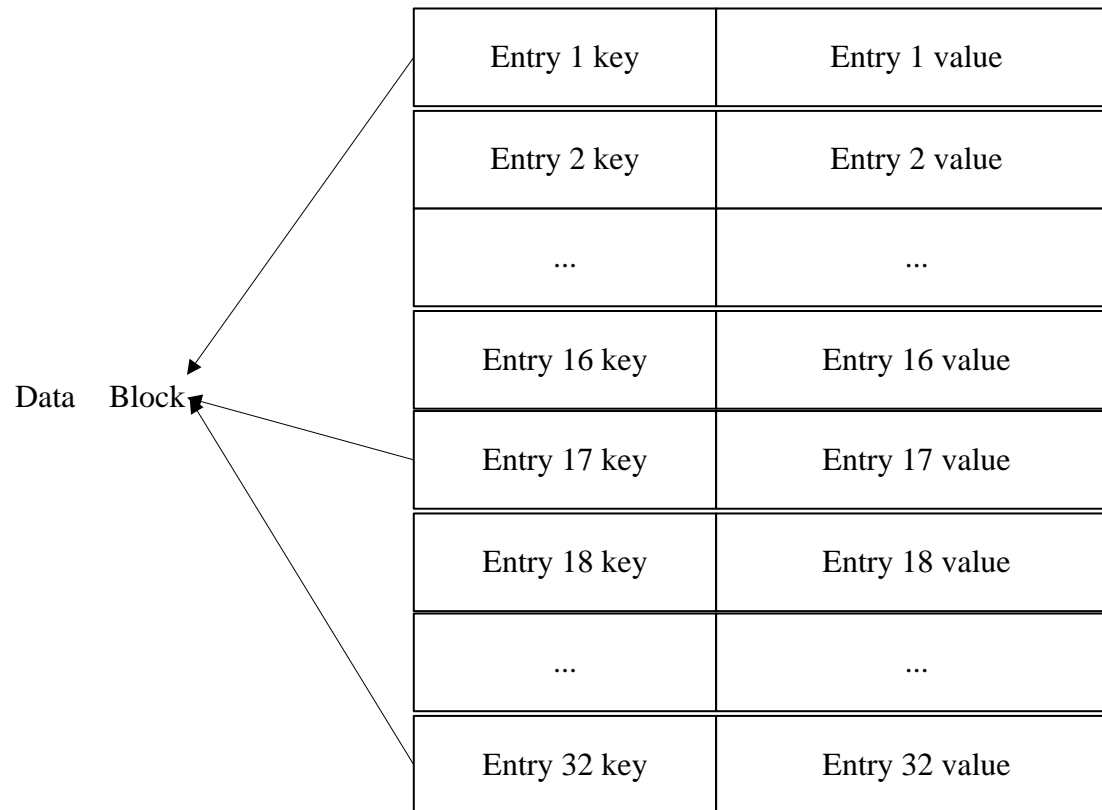 Entry 1 key Entry 1 value
Entry 2 key Entry 2 value
... ...
Entry 16 key Entry 16 value
Data Block
Entry 17 key Entry 17 value
Entry 18 key Entry 18 value
... ...
Entry 32 key Entry 32 value